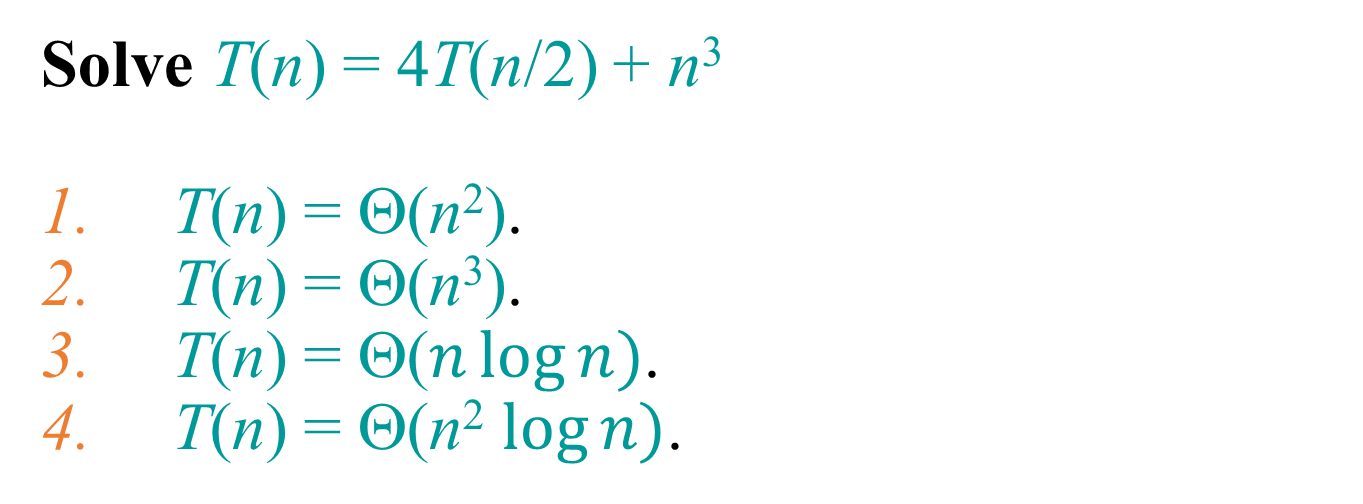 Solve T(n) = 4T(n/2) + n³
1. T(n) = Θ(n²).
2. T(n) = Θ(n³).
3. T(n) = Θ(n log n).
4. T(n) = Θ(n² log n).